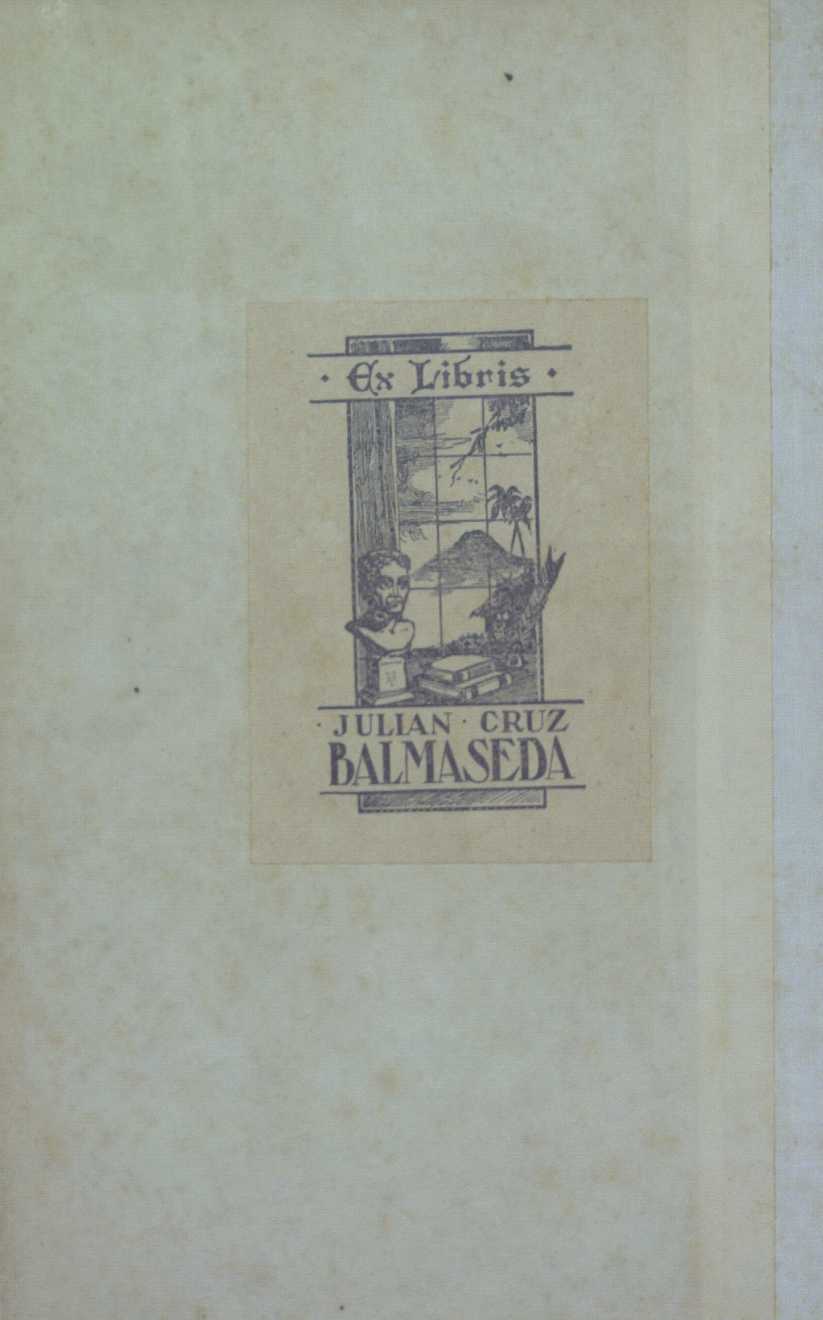 · Ex Libris ·
· JULIAN · CRUZ
BALMASEDA